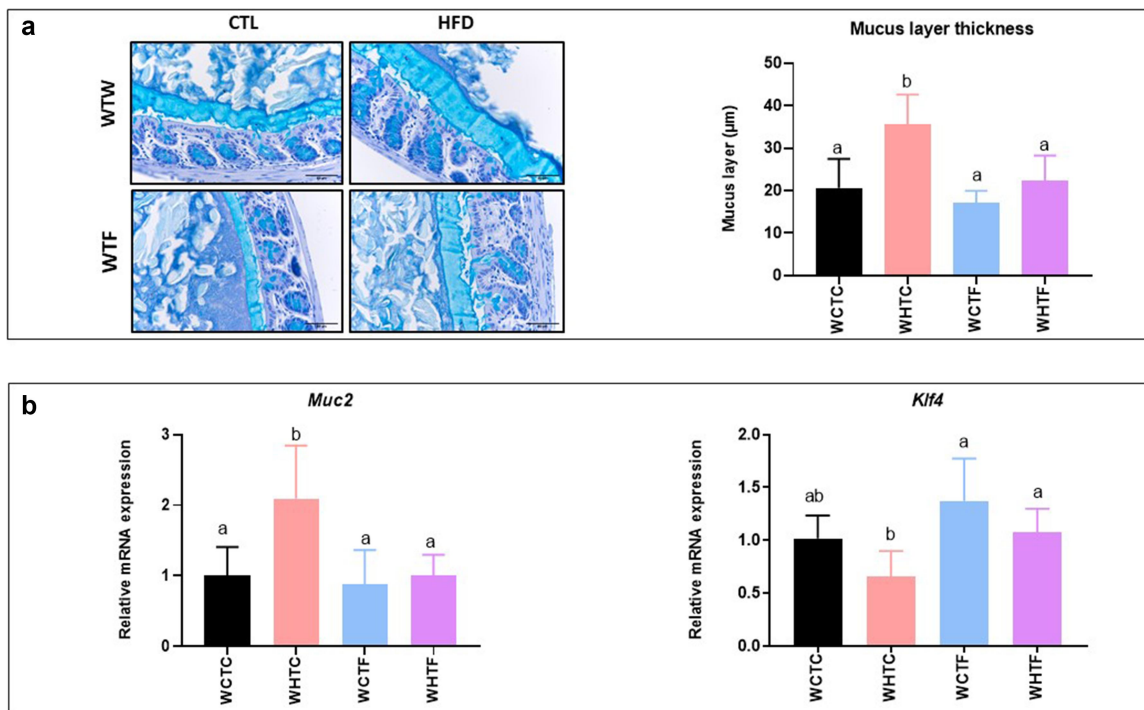 a
CTL
HFD
WTW
WTF
Mucus layer thickness
Mucus layer (µm)
50
40
30
20
10
0
a
b
a
a
WCTC
WHTC
WCTF
WHTF
b
Muc2
Relative mRNA expression
3
2
1
0
a
b
a
a
WCTC
WHTC
WCTF
WHTF
Klf4
Relative mRNA expression
2.0
1.5
1.0
0.5
0.0
ab
b
a
a
WCTC
WHTC
WCTF
WHTF